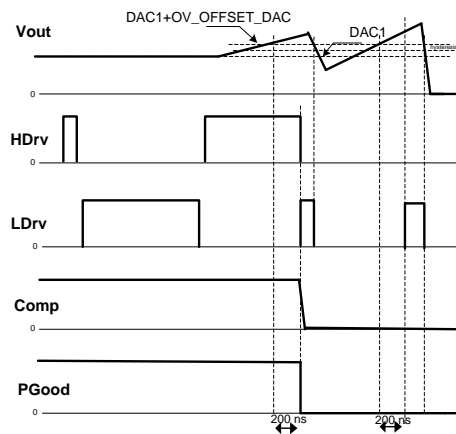 DAC1+OV_OFFSET_DAC
DAC1
Vout
0
HDrv
0
LDrv
0
Comp
0
PGood
0
200 ns
200 ns